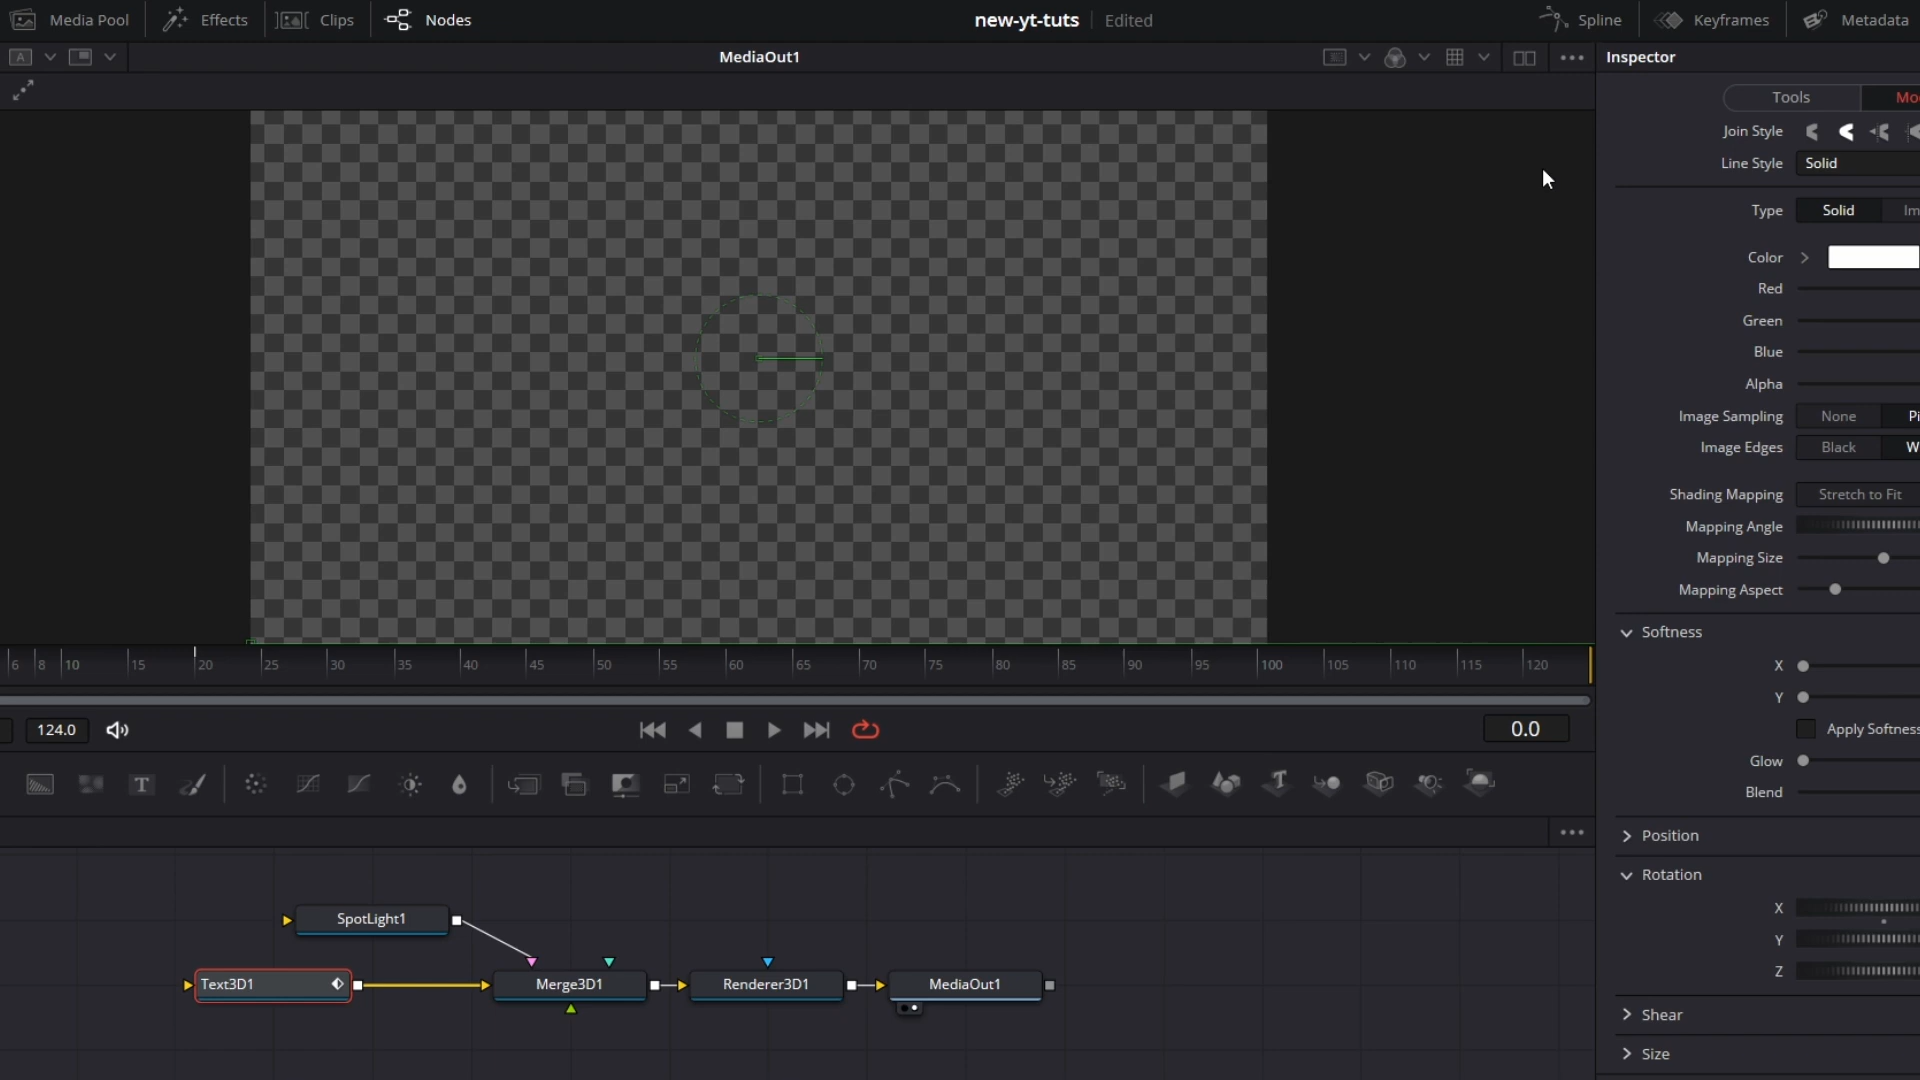 Media Pool
Effects
Clips
Nodes
new-yt-tuts
Edited
Spline
Keyframes
Metadata
A
MediaOut1
Inspector
Tools
Join Style
Line Style Solid
Type Solid
Color
Red
Green
Blue
Alpha
Image Sampling None
Image Edges Black
Shading Mapping Stretch to Fit
Mapping Angle
Mapping Size
Mapping Aspect
Softness
X
Y
Apply Softness
Glow
Blend
Position
Rotation
X
Y
Z
Shear
Size
6 8 10 15 20 25 30 35 40 45 50 55 60 65 70 75 80 85 90 95 100 105 110 115 120
124.0
0.0
T
SpotLight1
Text3D1
Merge3D1
Renderer3D1
MediaOut1